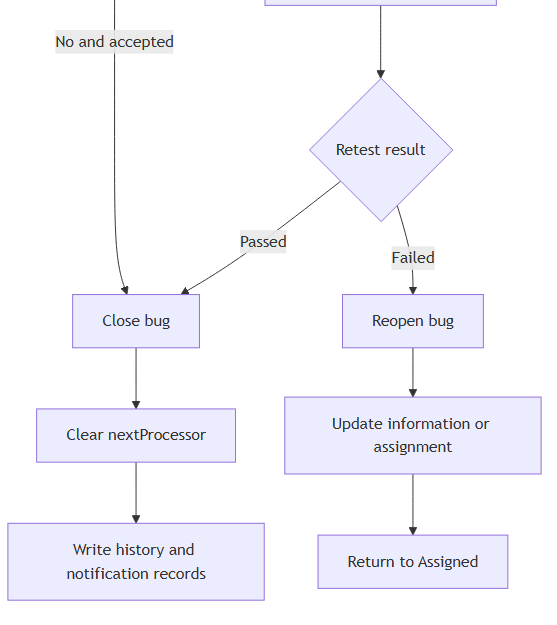 No and accepted
Retest result
Passed
Failed
Close bug
Reopen bug
Clear nextProcessor
Update information or
assignment
Write history and
notification records
Return to Assigned